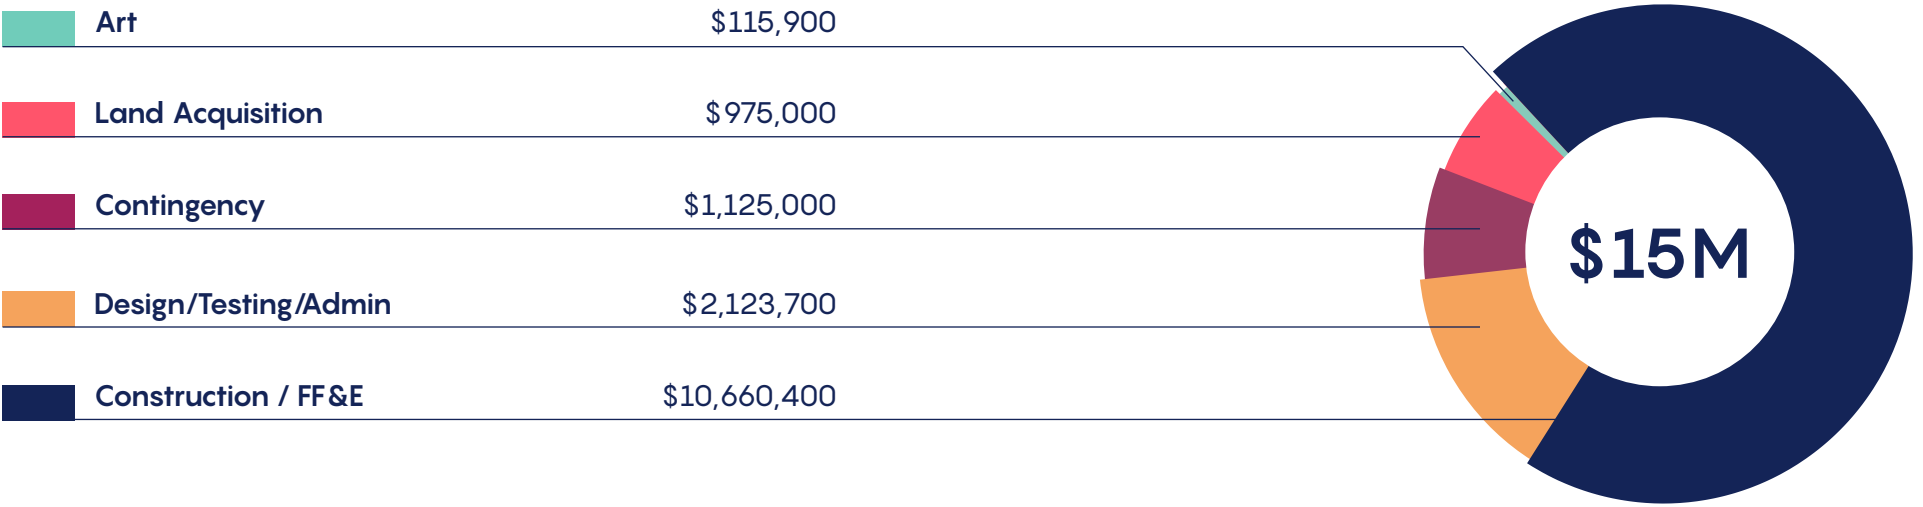 Art $115,900
Land Acquisition $975,000
Contingency $1,125,000
Design/Testing/Admin $2,123,700
Construction / FF&E $10,660,400
$15M